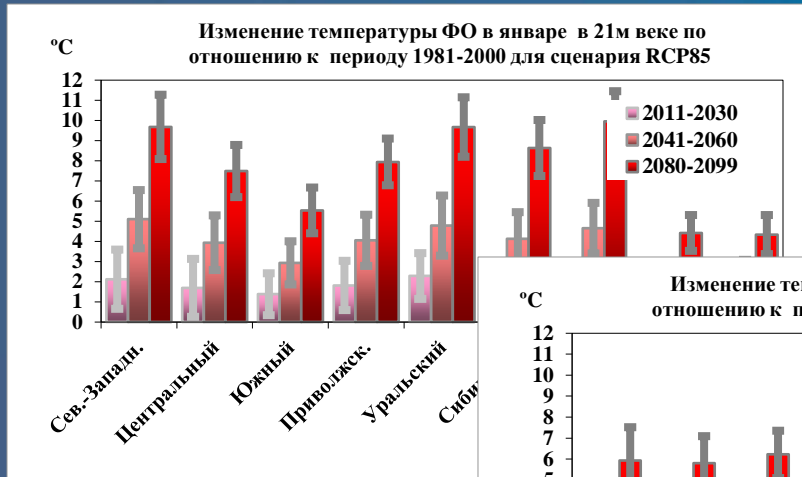 Изменение температуры ФО в январе в 21м веке по
отношению к периоду 1981-2000 для сценария RCP85
ºC
12
11
10
9
8
7
6
5
4
3
2
1
0
2011-2030
2041-2060
2080-2099
Сев.-Западн.
Центральный
Южный
Приволжск.
Уральский
Сиби
Изменение те
отношению к п
ºC
12
11
10
9
8
7
6
5